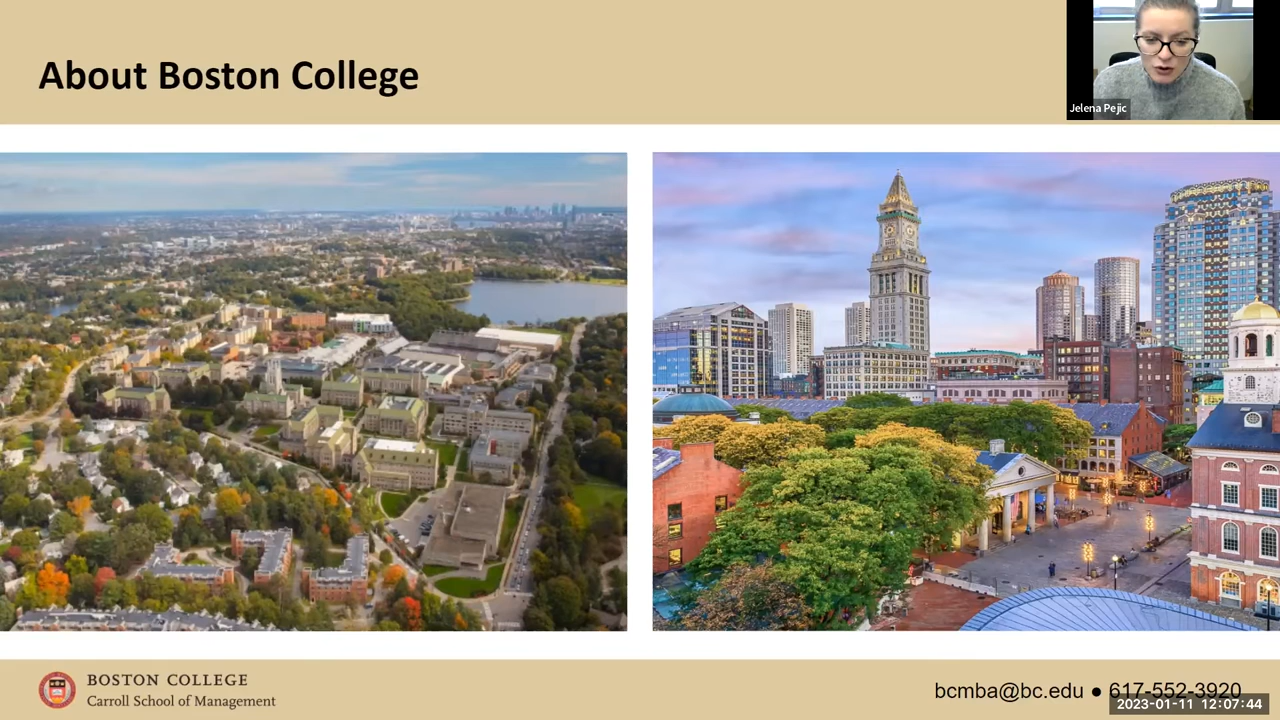 About Boston College
Jelena Pejic
BOSTON COLLEGE
Carroll School of Management
bcmba@bc.edu ● 617-552-3920
2023-01-11 12:07:44